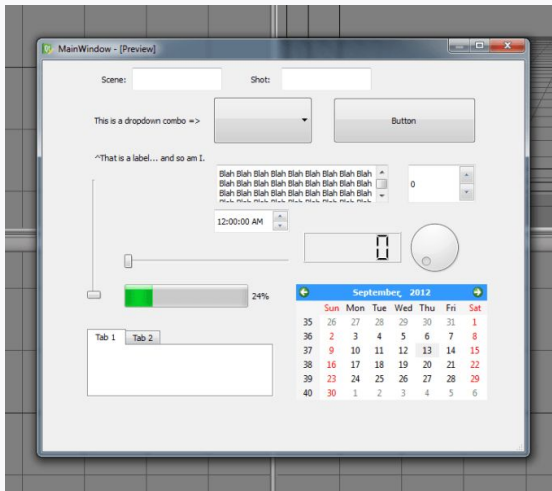 MainWindow - [Preview]
Scene:
Shot:
This is a dropdown combo =>
Button
^That is a label... and so am I.
Blah Blah Blah Blah Blah Blah Blah Blah Blah
Blah Blah Blah Blah Blah Blah Blah Blah Blah
Blah Blah Blah Blah Blah Blah Blah Blah Blah
0
12:00:00 AM
0
24%
September, 2012
Sun Mon Tue Wed Thu Fri Sat
35 26 27 28 29 30 31 1
36 2 3 4 5 6 7 8
37 9 10 11 12 13 14 15
38 16 17 18 19 20 21 22
39 23 24 25 26 27 28 29
40 30 1 2 3 4 5 6
Tab 1
Tab 2